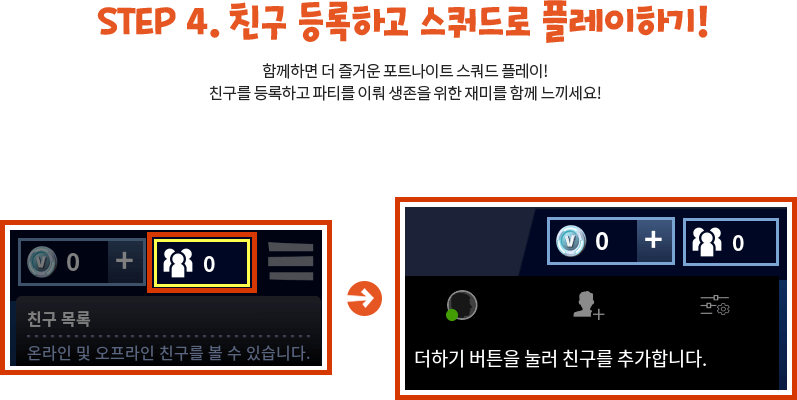 STEP 4. 친구 등록하고 스쿼드로 플레이하기!
함께하면 더 즐거운 포트나이트 스쿼드 플레이!
친구를 등록하고 파티를 이뤄 생존을 위한 재미를 함께 느끼세요!
V 0 + 0
친구 목록
온라인 및 오프라인 친구를 볼 수 있습니다.
V 0 + 0
더하기 버튼을 눌러 친구를 추가합니다.